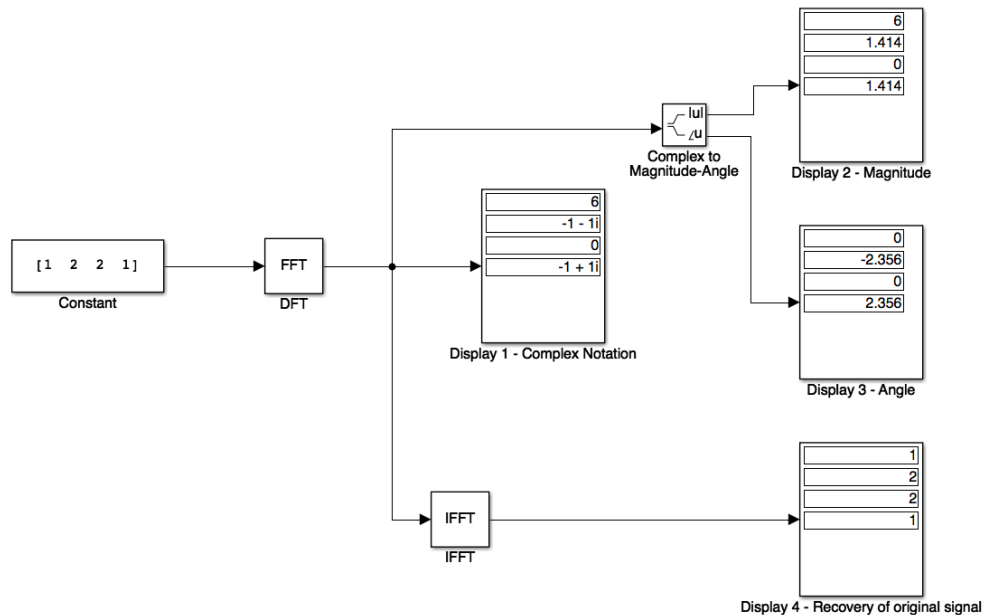 6
1.414
0
1.414
Display 2 - Magnitude
|u|
∠u
Complex to
Magnitude-Angle
6
-1 - 1i
0
-1 + 1i
Display 1 - Complex Notation
[1 2 2 1]
Constant
FFT
DFT
0
-2.356
0
2.356
Display 3 - Angle
IFFT
IFFT
1
2
2
1
Display 4 - Recovery of original signal